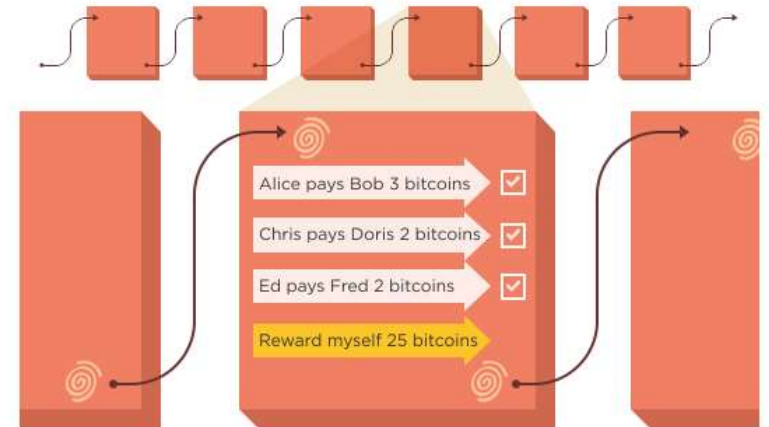 Alice pays Bob 3 bitcoins
Chris pays Doris 2 bitcoins
Ed pays Fred 2 bitcoins
Reward myself 25 bitcoins